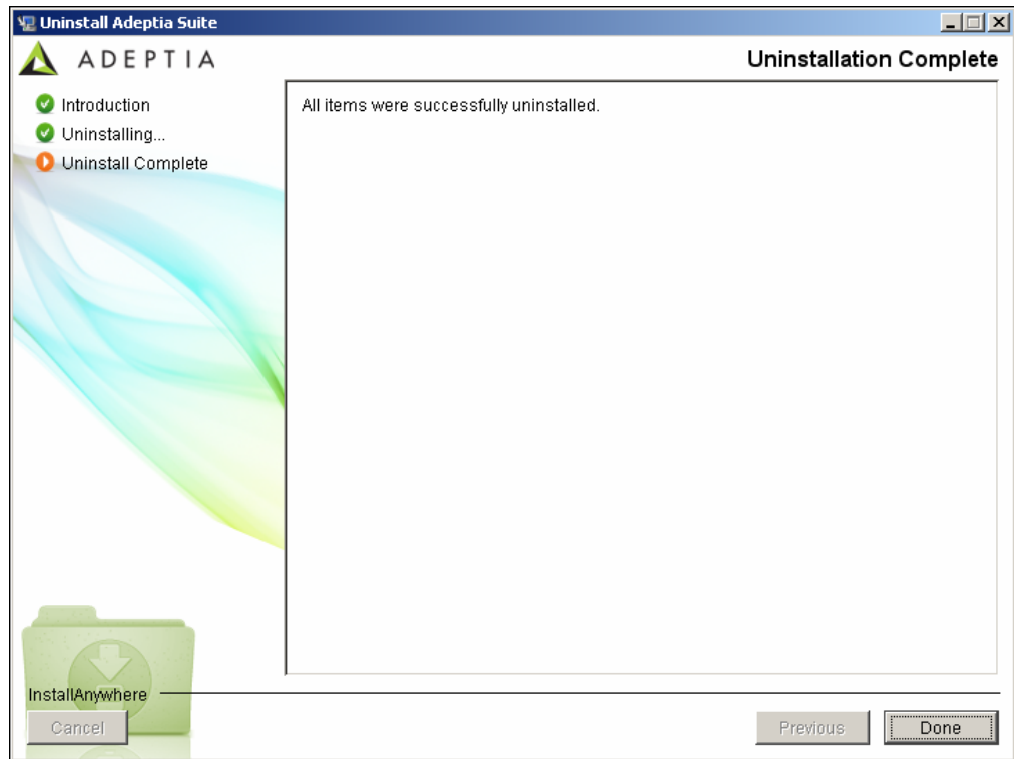 Uninstall Adeptia Suite
ADEPTIA
Uninstallation Complete
Introduction
Uninstalling...
Uninstall Complete
All items were successfully uninstalled.
InstallAnywhere
Cancel
Previous
Done